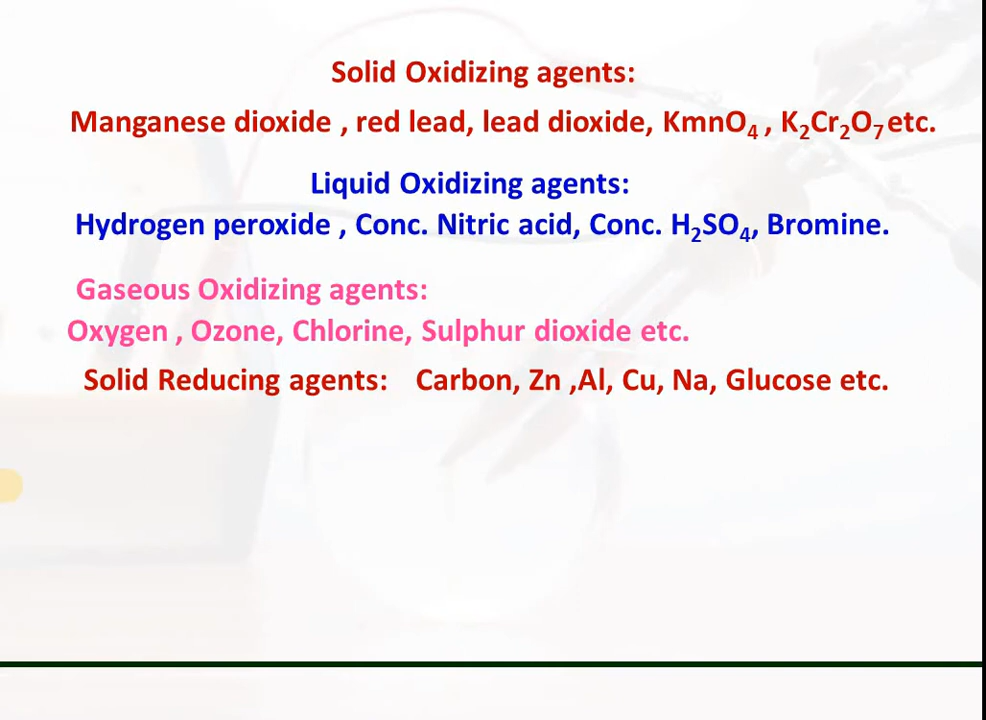 Solid Oxidizing agents:
Manganese dioxide , red lead, lead dioxide, KmnO₄ , K₂Cr₂O₇ etc.
Liquid Oxidizing agents:
Hydrogen peroxide , Conc. Nitric acid, Conc. H₂SO₄, Bromine.
Gaseous Oxidizing agents:
Oxygen , Ozone, Chlorine, Sulphur dioxide etc.
Solid Reducing agents: Carbon, Zn ,Al, Cu, Na, Glucose etc.